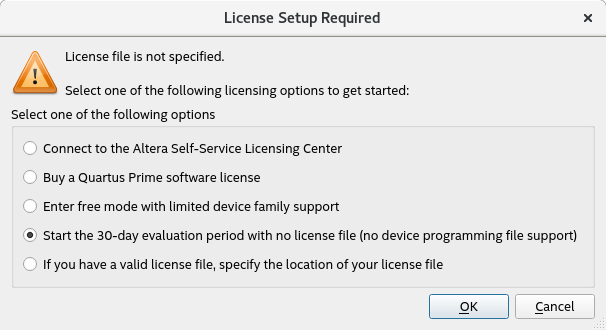 License Setup Required
License file is not specified.
Select one of the following licensing options to get started:
Select one of the following options
Connect to the Altera Self-Service Licensing Center
Buy a Quartus Prime software license
Enter free mode with limited device family support
Start the 30-day evaluation period with no license file (no device programming file support)
If you have a valid license file, specify the location of your license file
OK Cancel